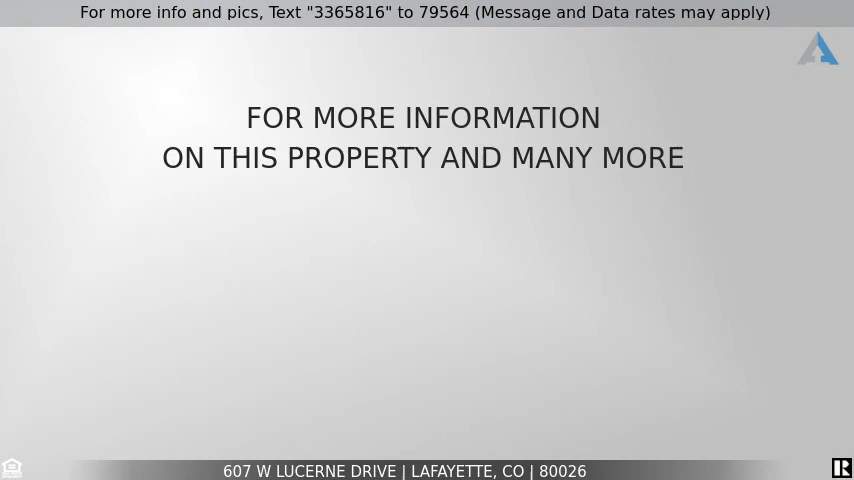 For more info and pics, Text "3365816" to 79564 (Message and Data rates may apply)
FOR MORE INFORMATION
ON THIS PROPERTY AND MANY MORE
607 W LUCERNE DRIVE | LAFAYETTE, CO | 80026